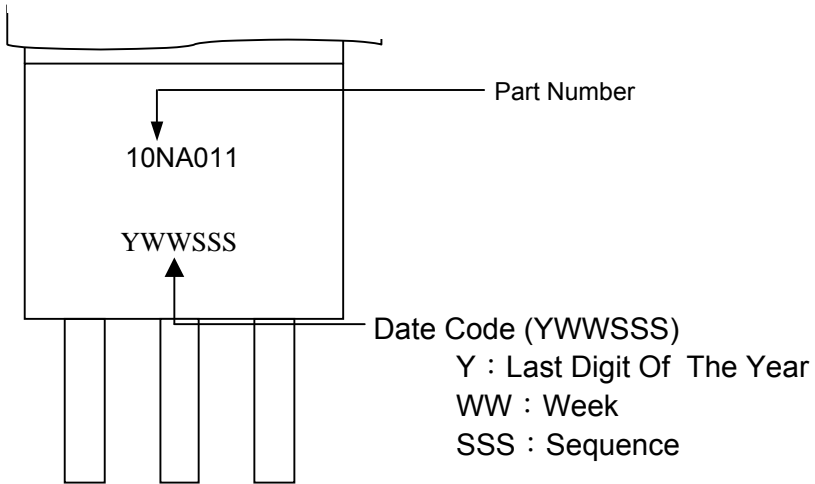 Part Number
10NA011
YWWSSS
Date Code (YWWSSS)
Y：Last Digit Of The Year
WW：Week
SSS：Sequence